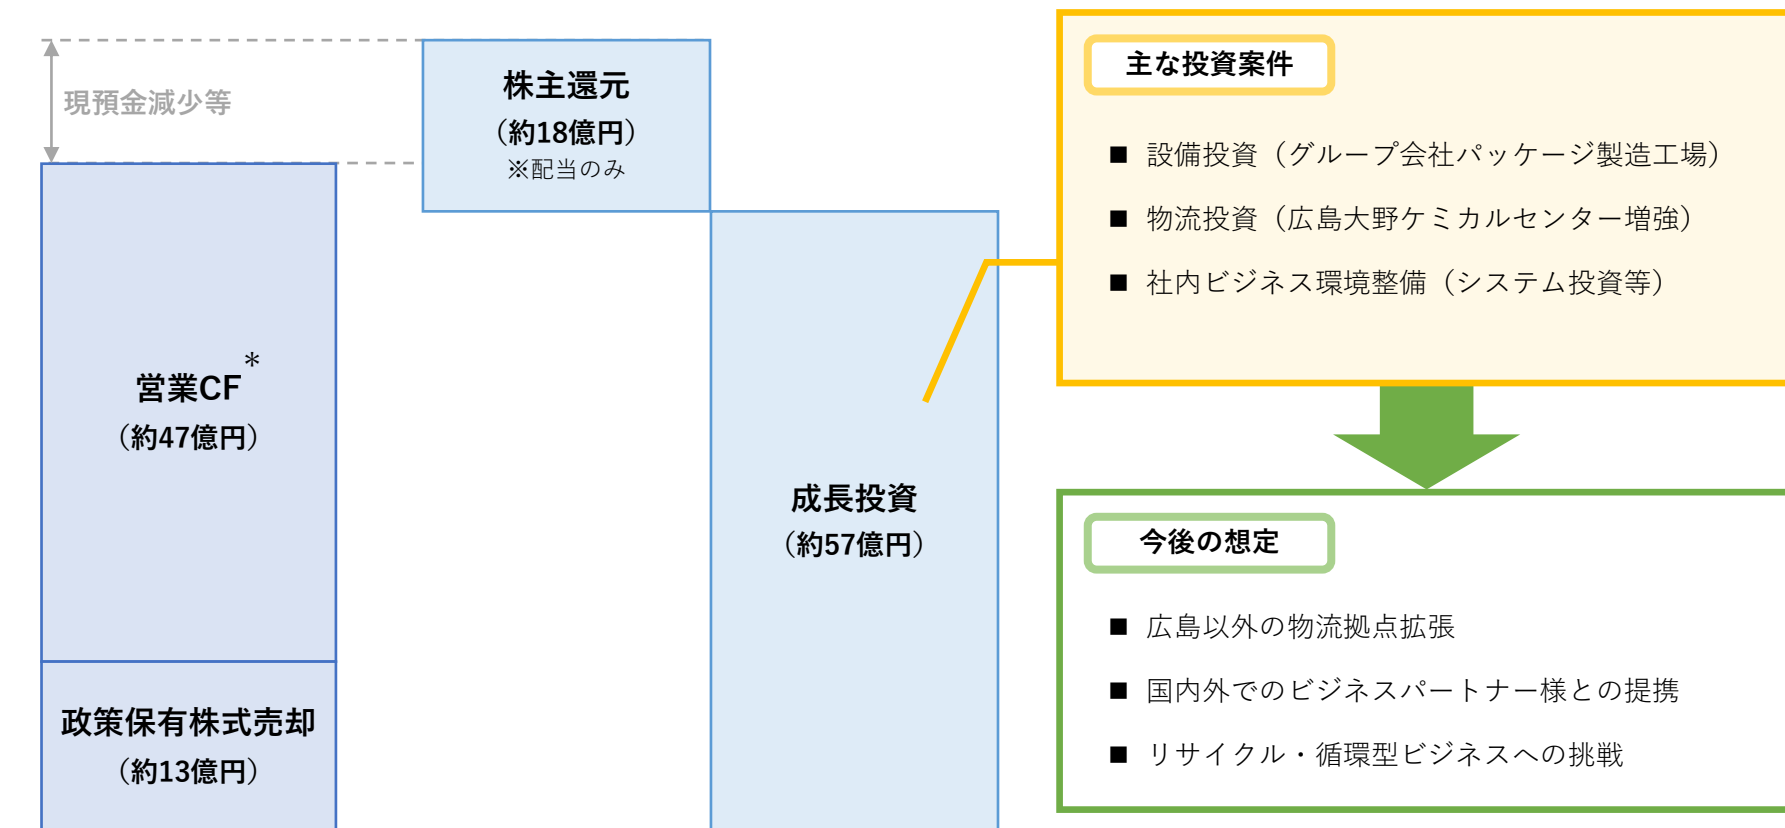 現預金減少等
営業CF*
（約47億円）
政策保有株式売却
（約13億円）
株主還元
（約18億円）
※配当のみ
成長投資
（約57億円）
主な投資案件
■ 設備投資（グループ会社パッケージ製造工場）
■ 物流投資（広島大野ケミカルセンター増強）
■ 社内ビジネス環境整備（システム投資等）
今後の想定
■ 広島以外の物流拠点拡張
■ 国内外でのビジネスパートナー様との提携
■ リサイクル・循環型ビジネスへの挑戦